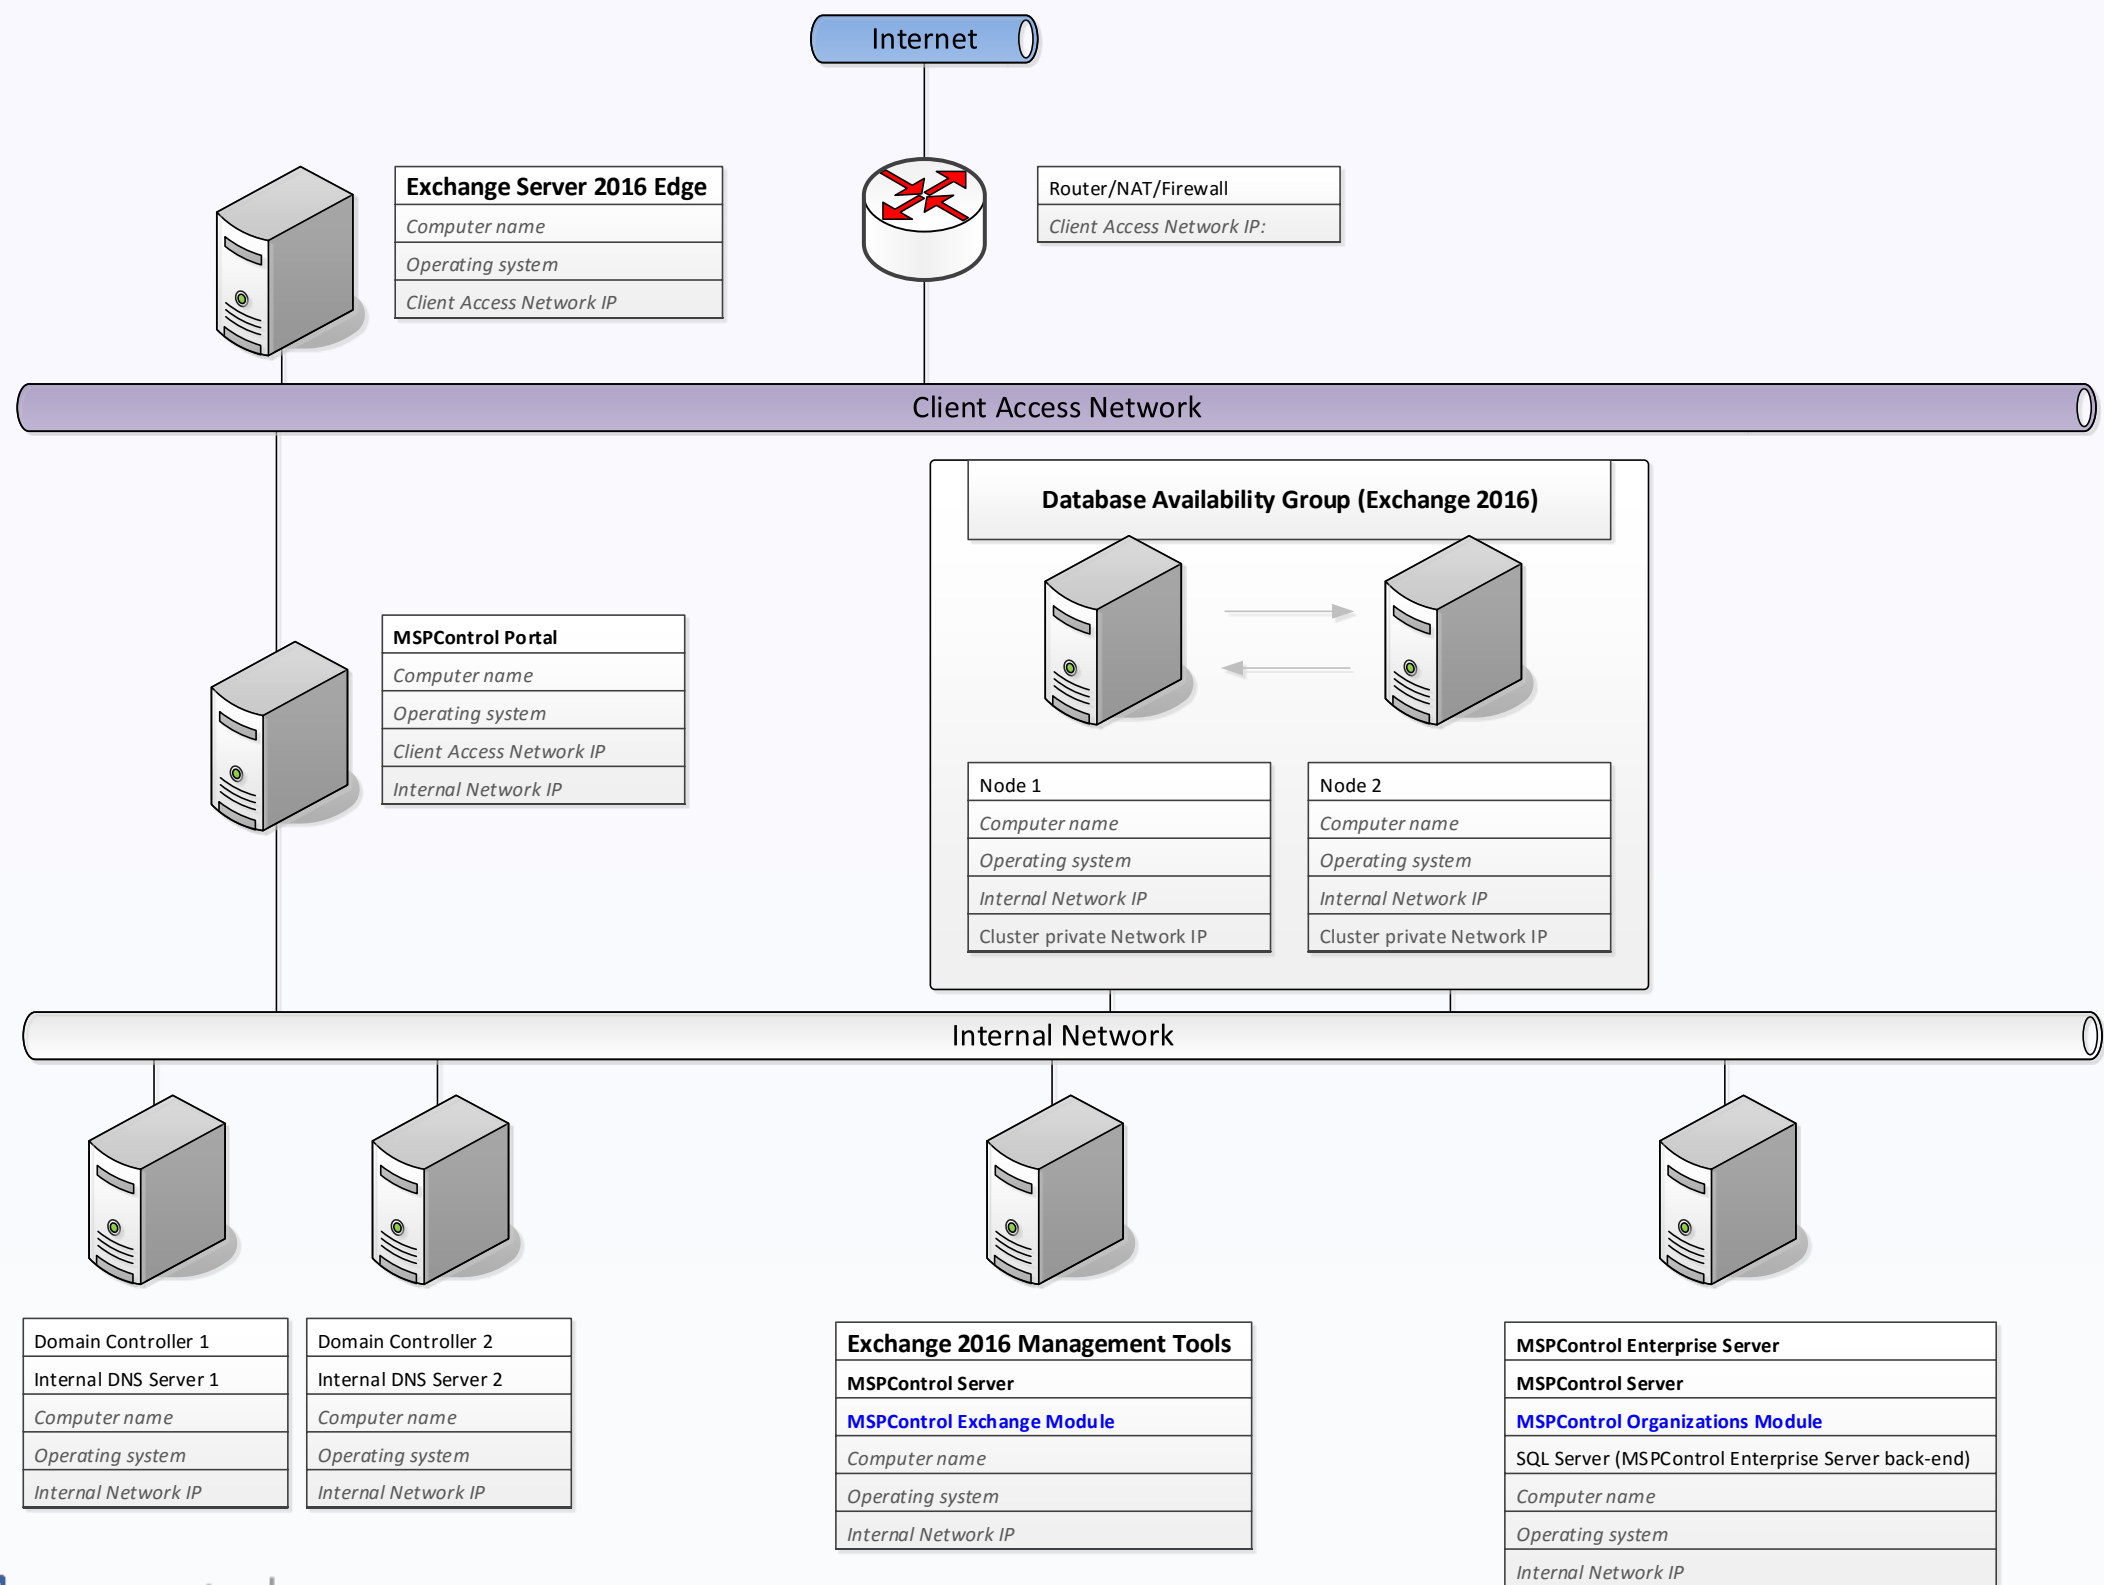 Internet
Exchange Server 2016 Edge
Computer name
Operating system
Client Access Network IP
Router/NAT/Firewall
Client Access Network IP:
Client Access Network
Database Availability Group (Exchange 2016)
MSPControl Portal
Computer name
Operating system
Client Access Network IP
Internal Network IP
Node 1
Computer name
Operating system
Internal Network IP
Cluster private Network IP
Node 2
Computer name
Operating system
Internal Network IP
Cluster private Network IP
Internal Network
Domain Controller 1
Internal DNS Server 1
Computer name
Operating system
Internal Network IP
Domain Controller 2
Internal DNS Server 2
Computer name
Operating system
Internal Network IP
Exchange 2016 Management Tools
MSPControl Server
MSPControl Exchange Module
Computer name
Operating system
Internal Network IP
MSPControl Enterprise Server
MSPControl Server
MSPControl Organizations Module
SQL Server (MSPControl Enterprise Server back-end)
Computer name
Operating system
Internal Network IP